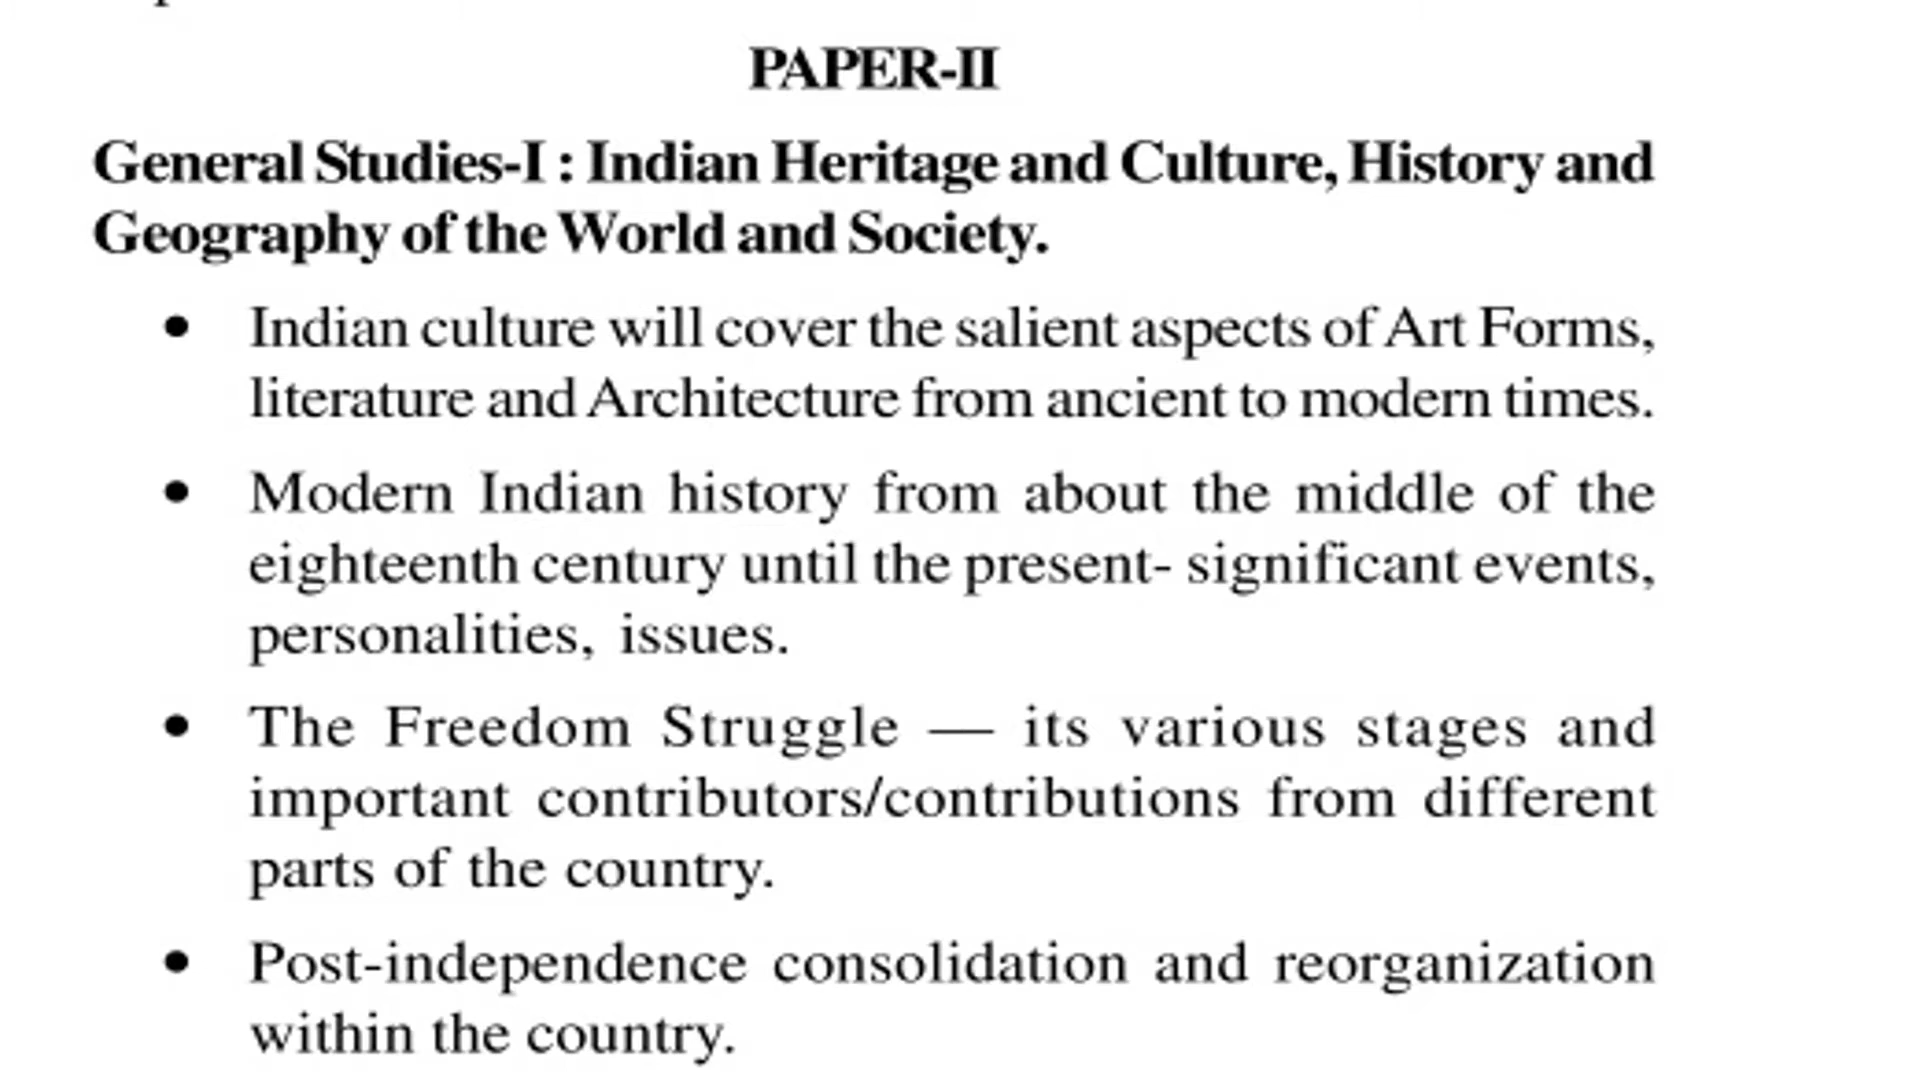 PAPER-II
General Studies-I : Indian Heritage and Culture, History and
Geography of the World and Society.
• Indian culture will cover the salient aspects of Art Forms,
literature and Architecture from ancient to modern times.
• Modern Indian history from about the middle of the
eighteenth century until the present- significant events,
personalities, issues.
• The Freedom Struggle — its various stages and
important contributors/contributions from different
parts of the country.
• Post-independence consolidation and reorganization
within the country.